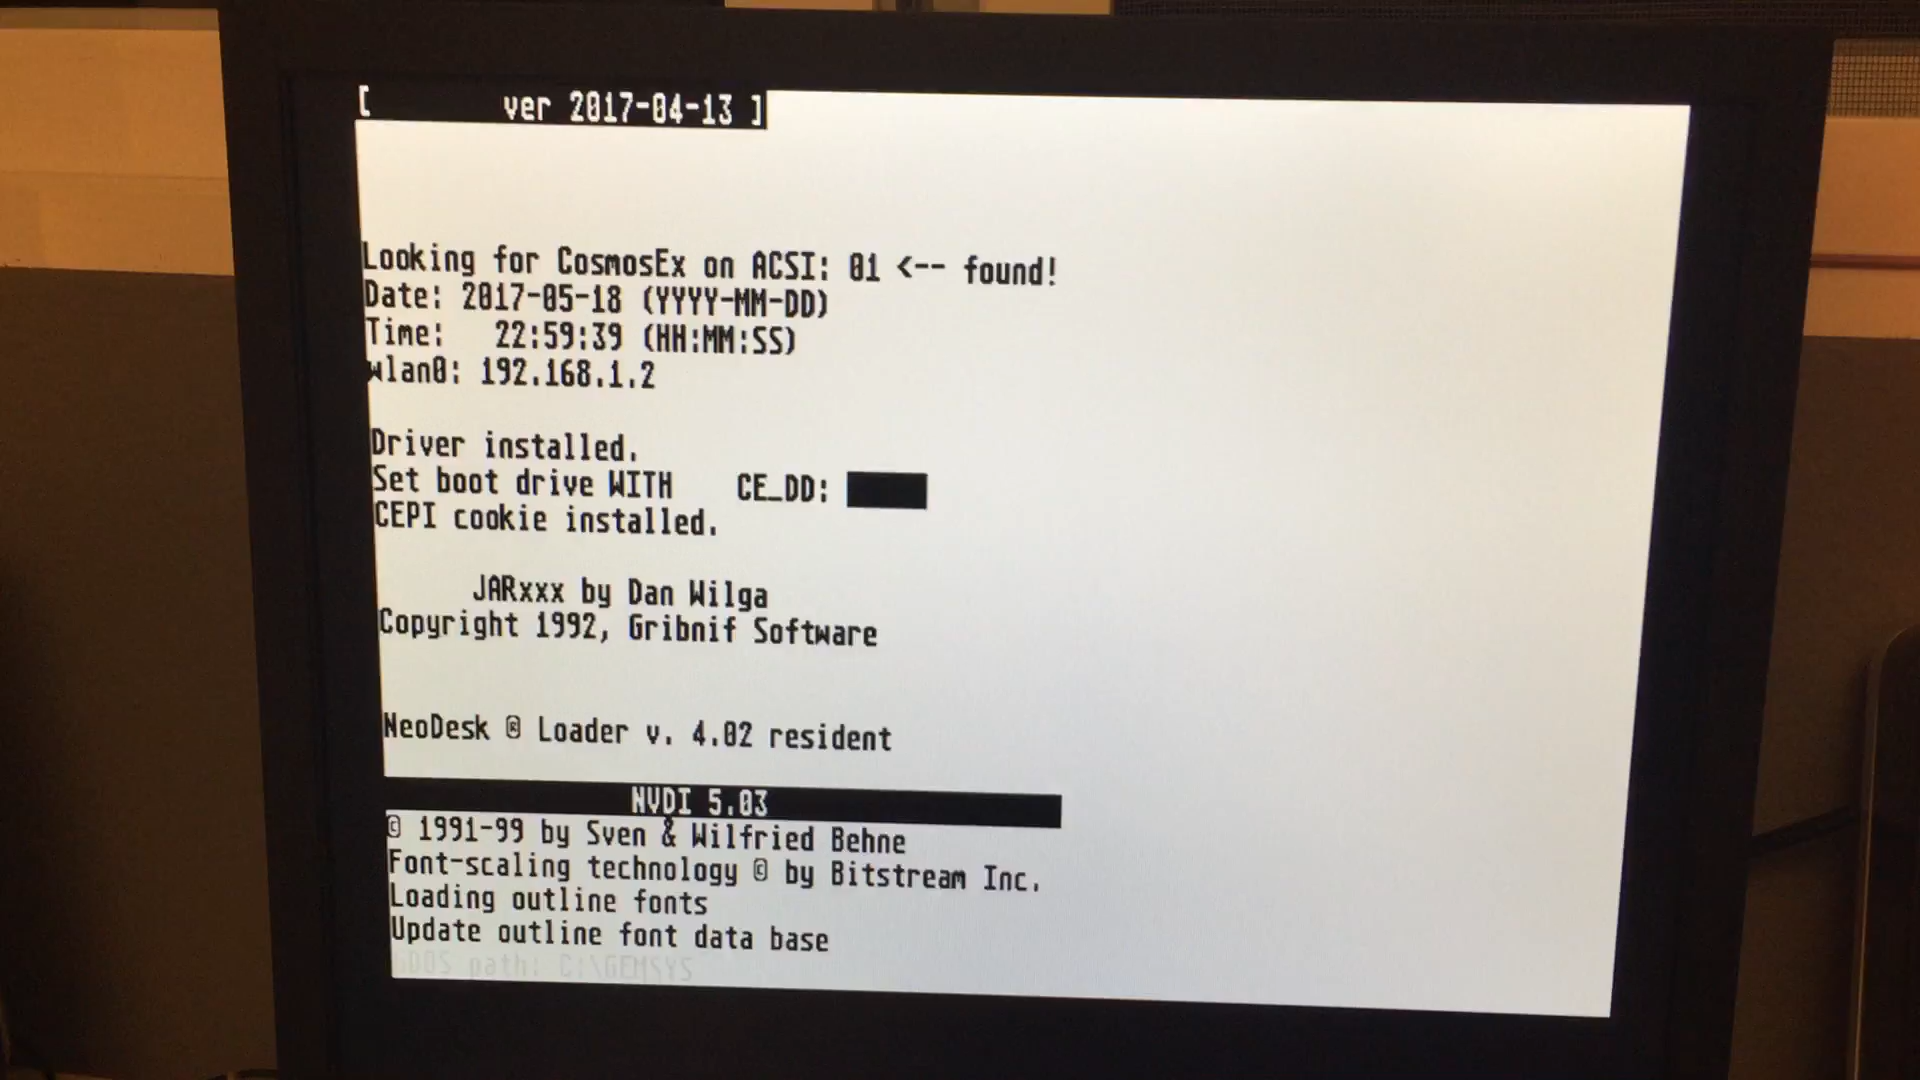 [ ver 2017-04-13 ]
Looking for CosmosEx on ACSI: 01 <-- found!
Date: 2017-05-18 (YYYY-MM-DD)
Time: 22:59:39 (HH:MM:SS)
wlan0: 192.168.1.2
Driver installed.
Set boot drive WITH CE_DD:
CEPI cookie installed.
JARxxx by Dan Wilga
Copyright 1992, Gribnif Software
NeoDesk ® Loader v. 4.02 resident
NVDI 5.03
© 1991-99 by Sven & Wilfried Behne
Font-scaling technology © by Bitstream Inc.
Loading outline fonts
Update outline font data base
GDOS path: C:\GEMSYS